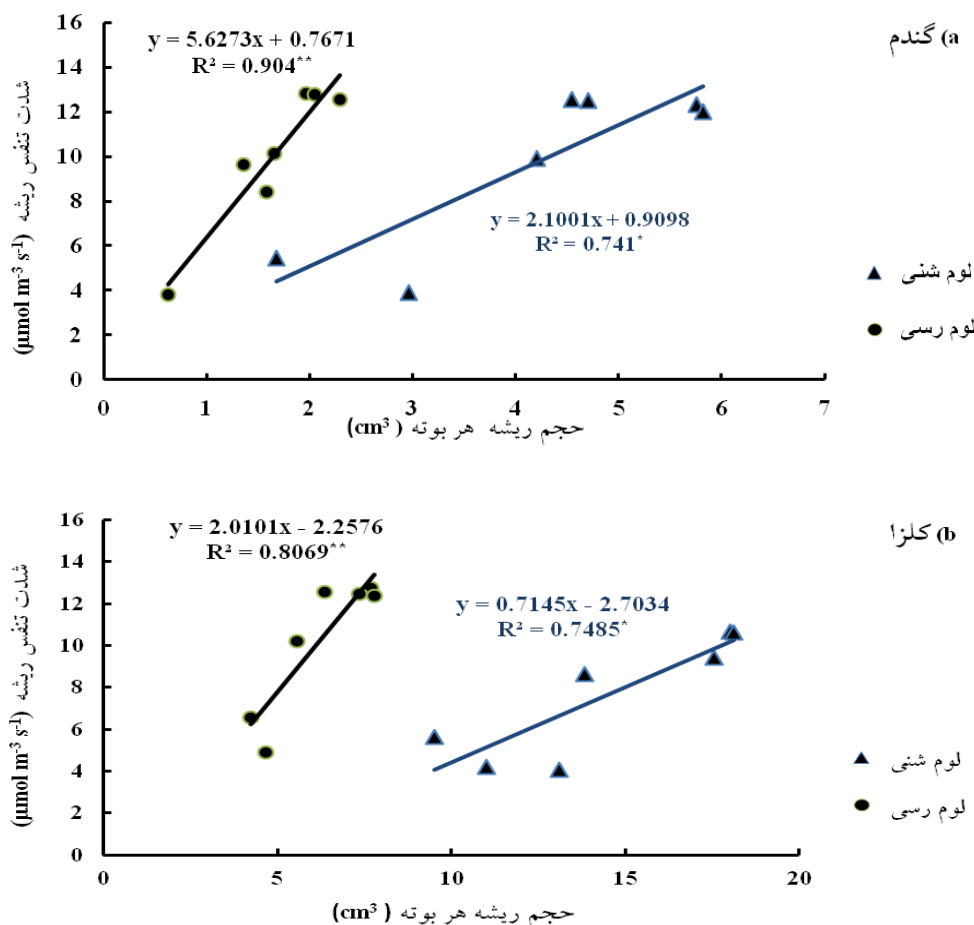 a) گندم
y = 5.6273x + 0.7671
R² = 0.904**
y = 2.1001x + 0.9098
R² = 0.741*
شدت تنفس ریشه (µmol m-3 s-1)
16
14
12
10
8
6
4
2
0
0 1 2 3 4 5 6 7
حجم ریشه هر بوته (cm³)
لوم شنی
لوم رسی
b) کلزا
y = 2.0101x - 2.2576
R² = 0.8069**
y = 0.7145x - 2.7034
R² = 0.7485*
شدت تنفس ریشه (µmol m-3 s-1)
16
14
12
10
8
6
4
2
0
0 5 10 15 20
حجم ریشه هر بوته (cm³)
لوم شنی
لوم رسی